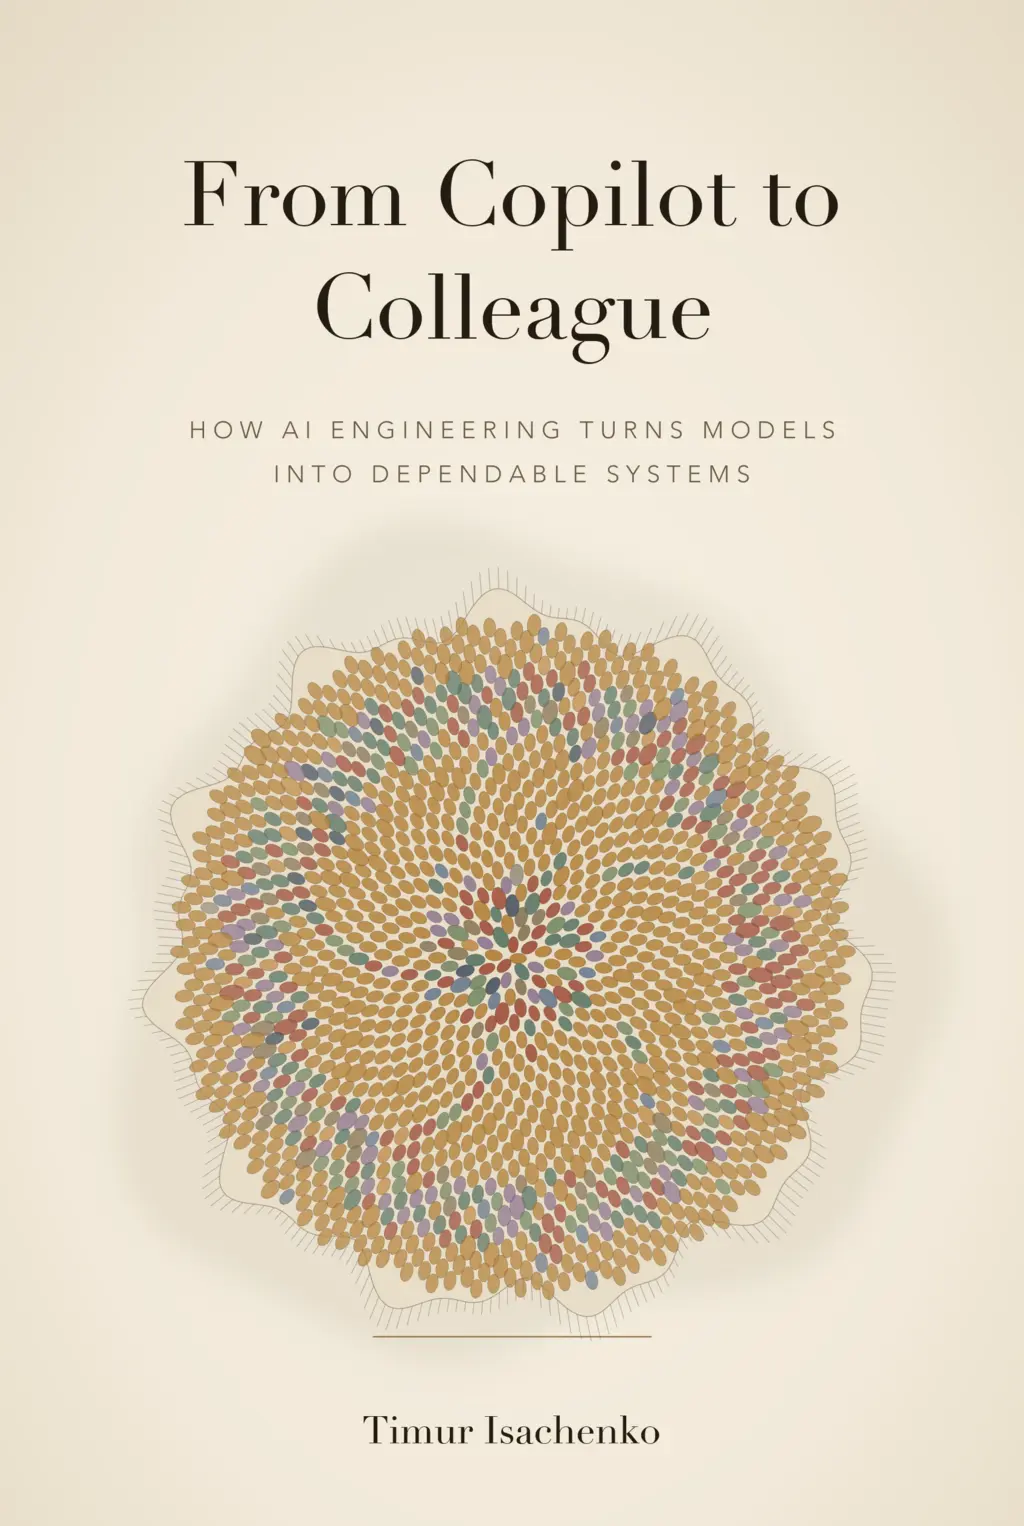 From Copilot to
Colleague
HOW AI ENGINEERING TURNS MODELS
INTO DEPENDABLE SYSTEMS
Timur Isachenko